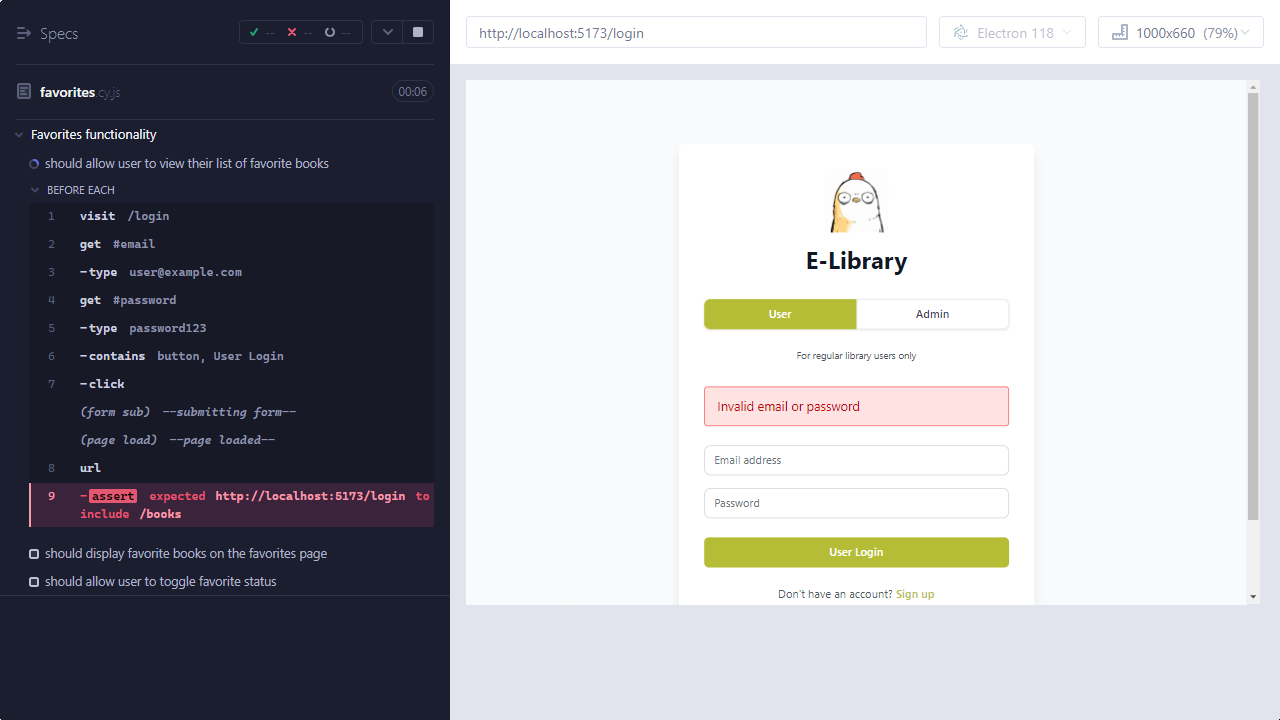 Specs
-- -- --
favorites cy.js 00:06
Favorites functionality
should allow user to view their list of favorite books
BEFORE EACH
1 visit /login
2 get #email
3 -type user@example.com
4 get #password
5 -type password123
6 -contains button, User Login
7 -click
(form sub) --submitting form--
(page load) --page loaded--
8 url
9 -assert expected http://localhost:5173/login to
include /books
should display favorite books on the favorites page
should allow user to toggle favorite status
http://localhost:5173/login
Electron 118
1000x660 (79%)
E-Library
User Admin
For regular library users only
Invalid email or password
Email address
Password
User Login
Don't have an account? Sign up